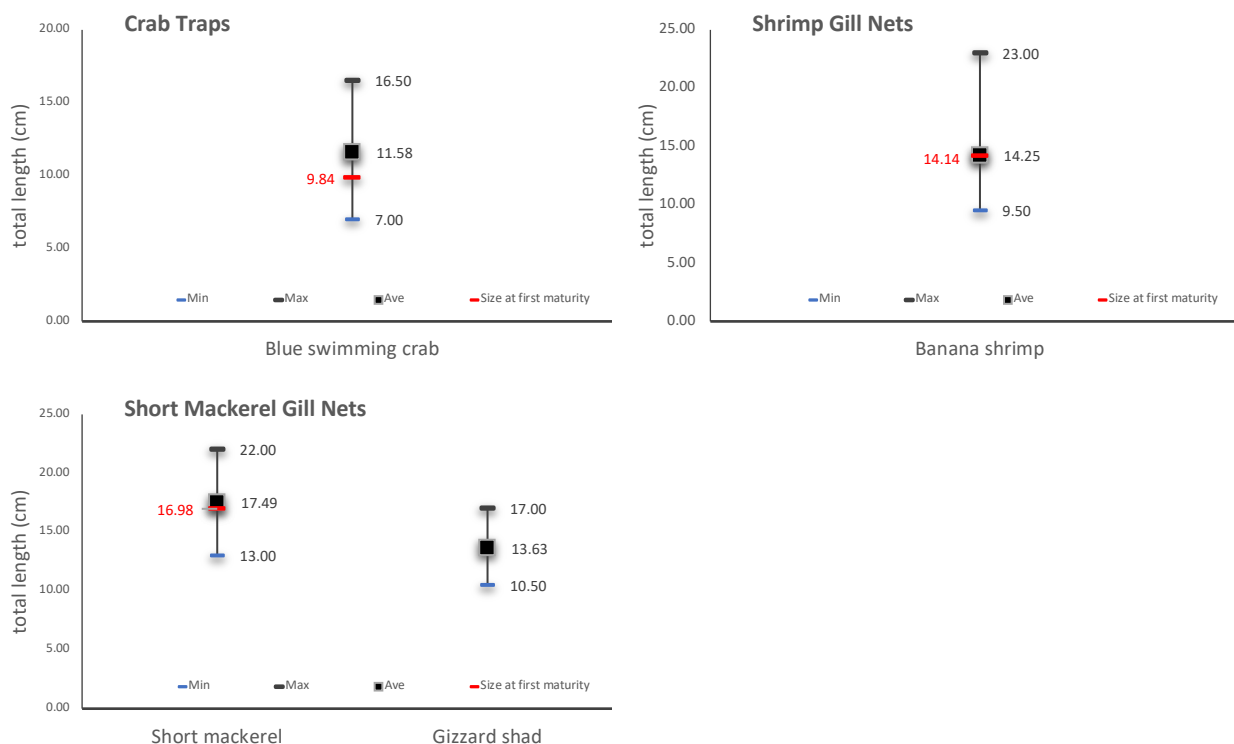 Crab Traps
20.00
15.00
10.00
5.00
0.00
total length (cm)
16.50
11.58
9.84
7.00
Min Max Ave Size at first maturity
Blue swimming crab
Shrimp Gill Nets
25.00
20.00
15.00
10.00
5.00
0.00
total length (cm)
23.00
14.14 14.25
9.50
Min Max Ave Size at first maturity
Banana shrimp
Short Mackerel Gill Nets
25.00
20.00
15.00
10.00
5.00
0.00
total length (cm)
22.00
17.49
16.98
13.00
17.00
13.63
10.50
Min Max Ave Size at first maturity
Short mackerel Gizzard shad